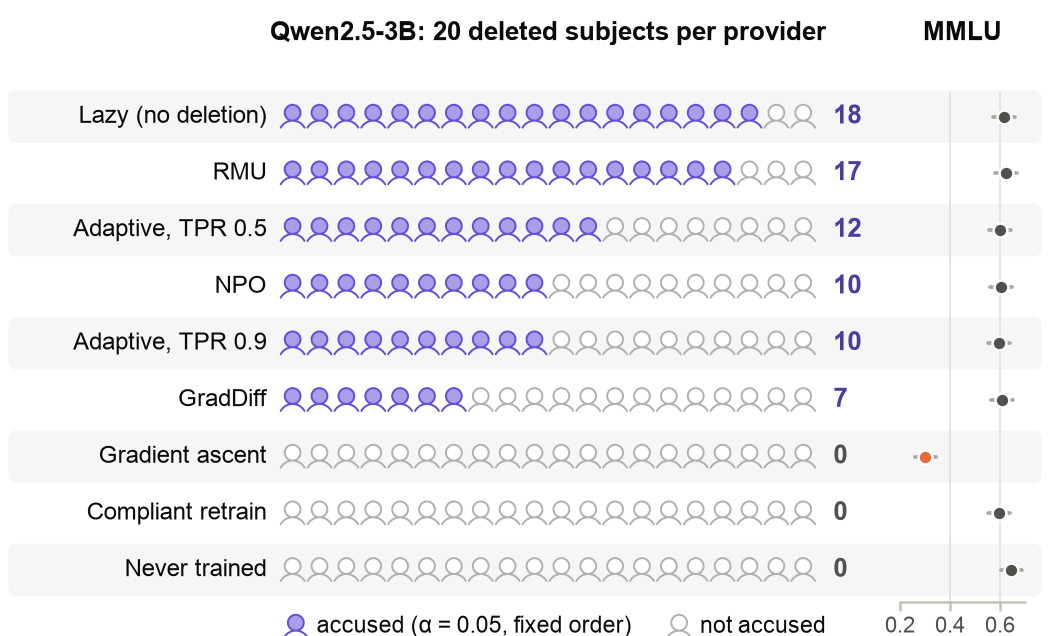 Qwen2.5-3B: 20 deleted subjects per provider MMLU
Lazy (no deletion) 18
RMU 17
Adaptive, TPR 0.5 12
NPO 10
Adaptive, TPR 0.9 10
GradDiff 7
Gradient ascent 0
Compliant retrain 0
Never trained 0
accused (α = 0.05, fixed order) not accused 0.2 0.4 0.6